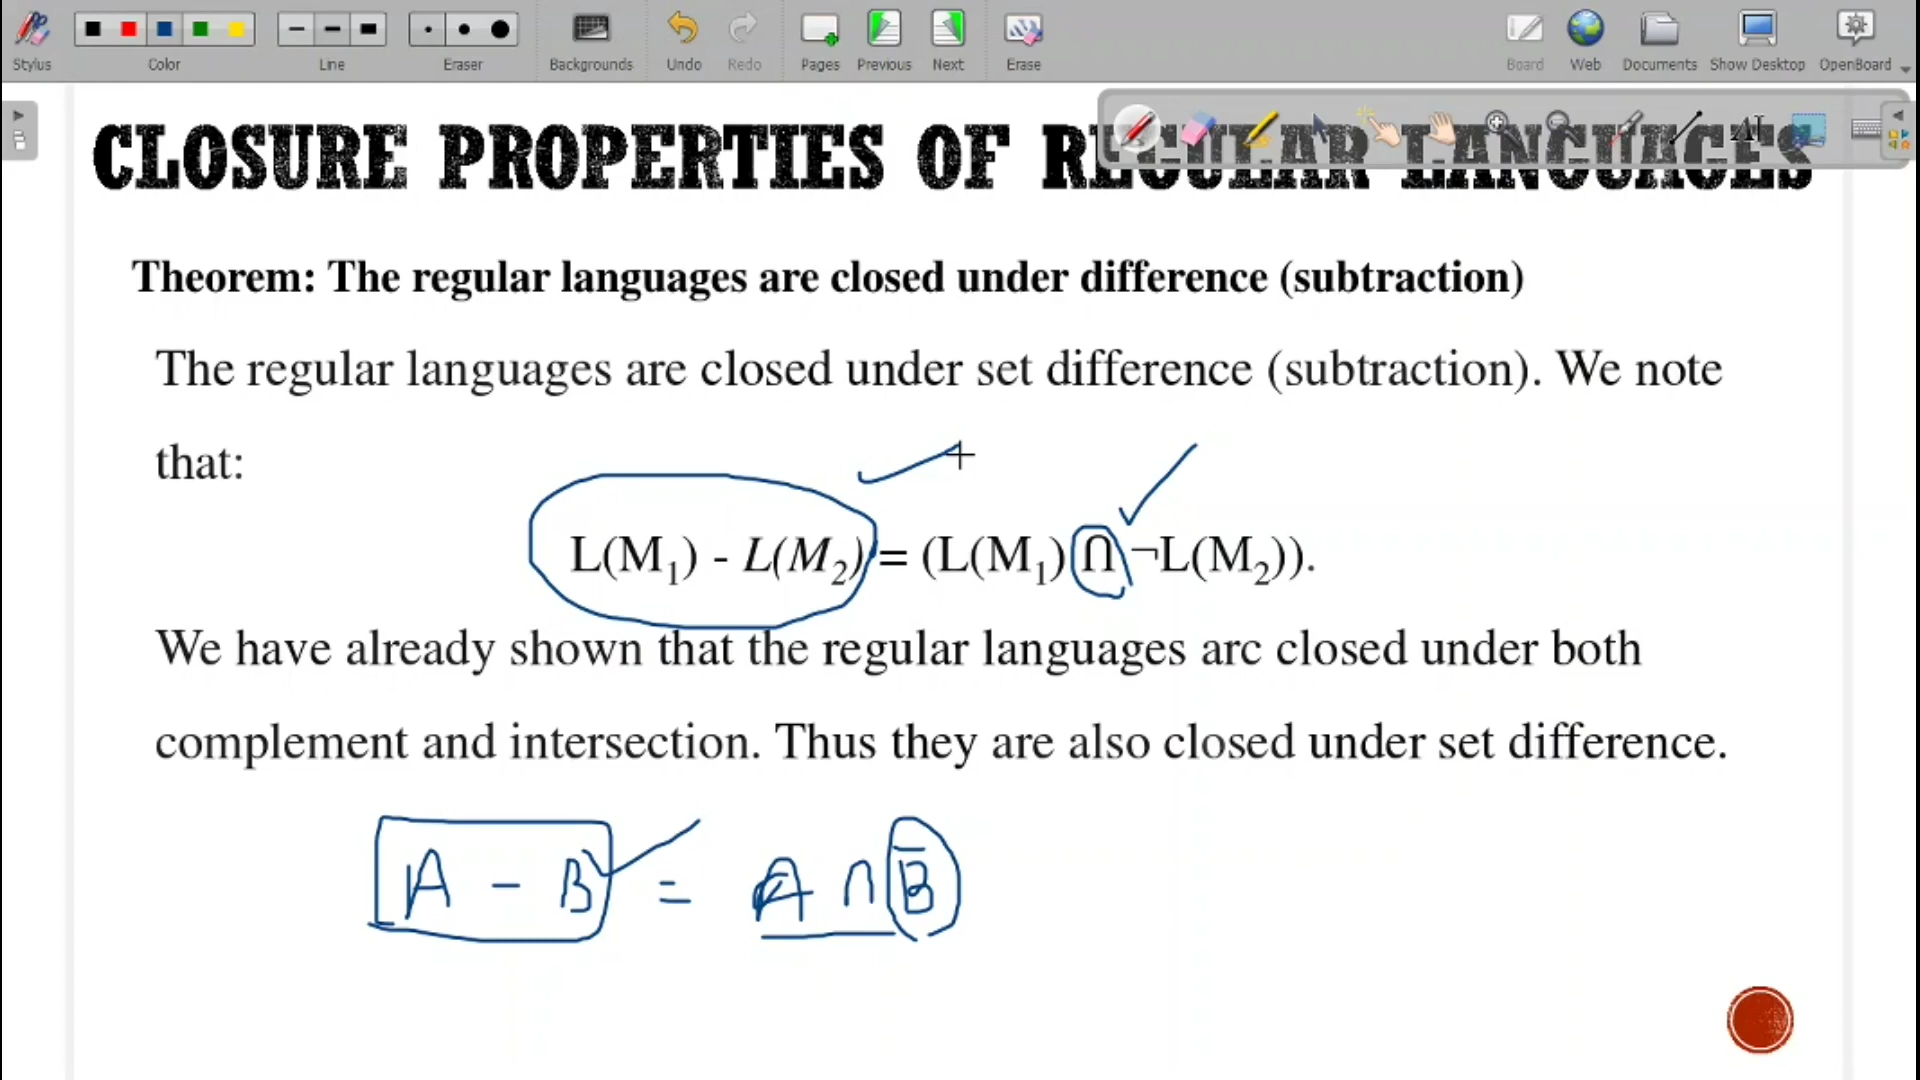 Stylus Color Line Eraser Backgrounds Undo Redo Pages Previous Next Erase Board Web Documents Show Desktop OpenBoard
CLOSURE PROPERTIES OF REGULAR LANGUAGES
Theorem: The regular languages are closed under difference (subtraction)
The regular languages are closed under set difference (subtraction). We note
that:
L(M₁) - L(M₂) = (L(M₁) ∩ ¬L(M₂)).
We have already shown that the regular languages arc closed under both
complement and intersection. Thus they are also closed under set difference.
A - B = A ∩ B̅